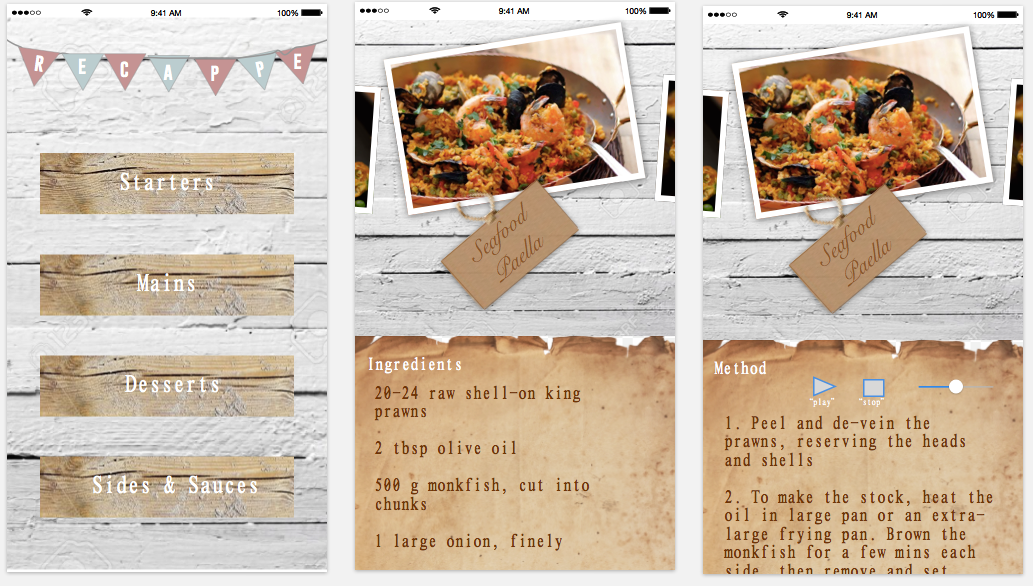 9:41 AM 100%
RECAPPE
Starters
Mains
Desserts
Sides & Sauces
9:41 AM 100%
Seafood
Paella
Ingredients
20-24 raw shell-on king
prawns
2 tbsp olive oil
500 g monkfish, cut into
chunks
1 large onion, finely
9:41 AM 100%
Seafood
Paella
Method
"play" "stop"
1. Peel and de-vein the
prawns, reserving the heads
and shells
2. To make the stock, heat the
oil in large pan or an extra-
large frying pan. Brown the
monkfish for a few mins each
side, then remove and set